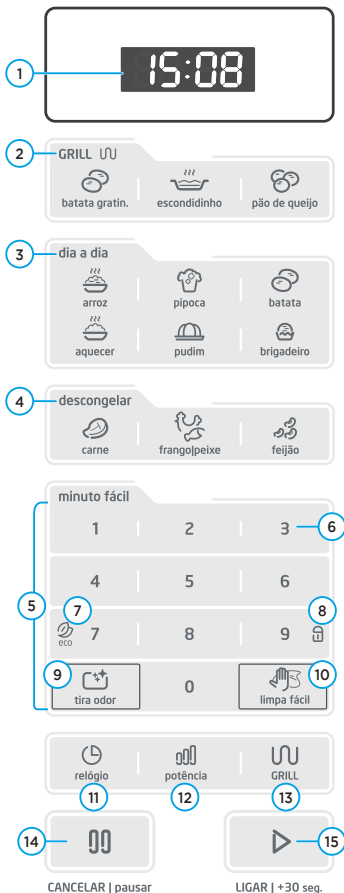 1
15:08
2
GRILL
batata gratin.
escondidinho
pão de queijo
3
dia a dia
arroz
pipoca
batata
aquecer
pudim
brigadeiro
4
descongelar
carne
frango|peixe
feijão
minuto fácil
5
1
2
3
6
4
5
6
7
8
eco
7
8
9
9
tira odor
0
10
limpa fácil
relógio
potência
GRILL
11
12
13
14
15
CANCELAR | pausar
LIGAR | +30 seg.